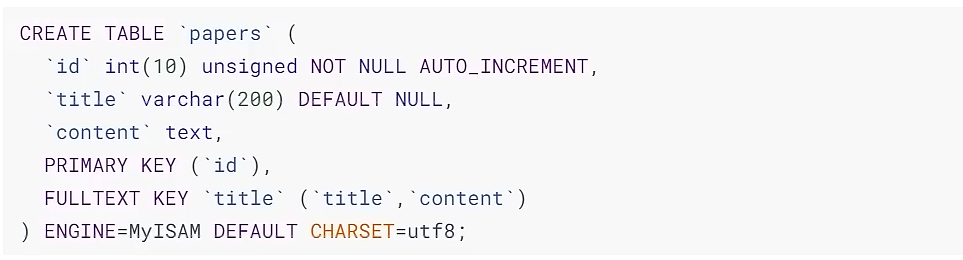 CREATE TABLE `papers` (
  `id` int(10) unsigned NOT NULL AUTO_INCREMENT,
  `title` varchar(200) DEFAULT NULL,
  `content` text,
  PRIMARY KEY (`id`),
  FULLTEXT KEY `title` (`title`,`content`)
) ENGINE=MyISAM DEFAULT CHARSET=utf8;